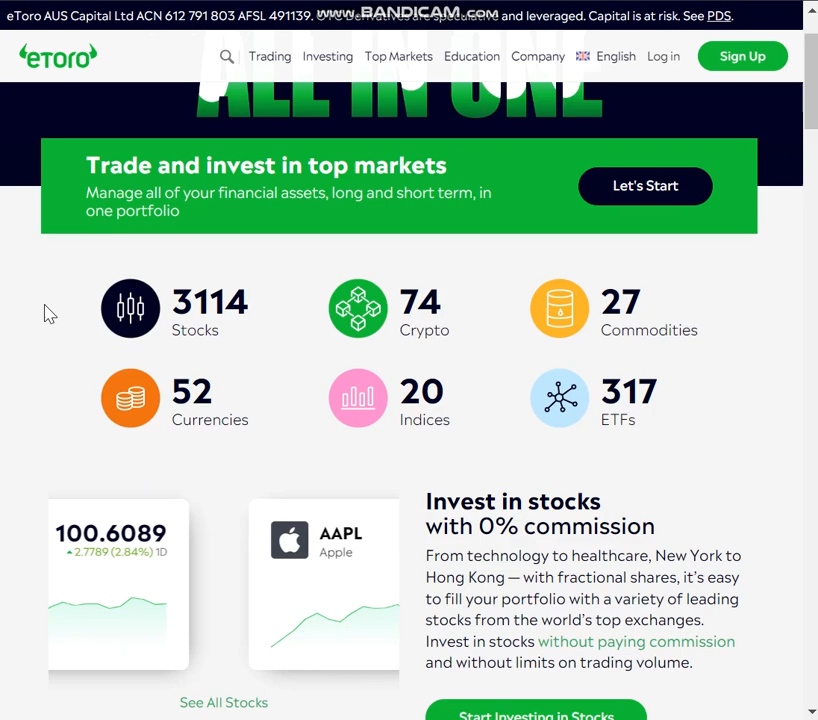 eToro AUS Capital Ltd ACN 612 791 803 AFSL 491139. OTC Derivatives are speculative and leveraged. Capital is at risk. See PDS.
www.BANDICAM.com
eToro
Trading Investing Top Markets Education Company English Log in Sign Up
ALL IN ONE
Trade and invest in top markets
Manage all of your financial assets, long and short term, in
one portfolio
Let's Start
3114 74 27
Stocks Crypto Commodities
52 20 317
Currencies Indices ETFs
100.6089
2.7789 (2.84%) 1D
AAPL
Apple
See All Stocks
Invest in stocks
with 0% commission
From technology to healthcare, New York to
Hong Kong — with fractional shares, it's easy
to fill your portfolio with a variety of leading
stocks from the world's top exchanges.
Invest in stocks without paying commission
and without limits on trading volume.
Start Investing in Stocks